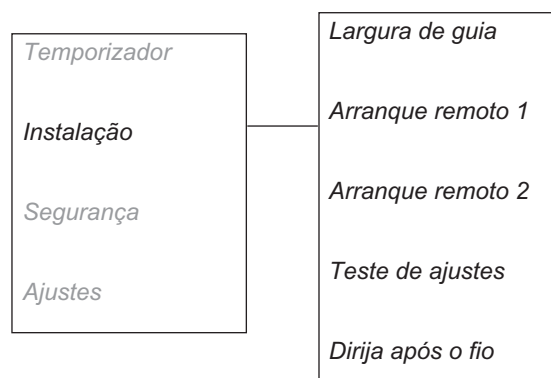 Temporizador
Instalação
Segurança
Ajustes
Largura de guia
Arranque remoto 1
Arranque remoto 2
Teste de ajustes
Dirija após o fio